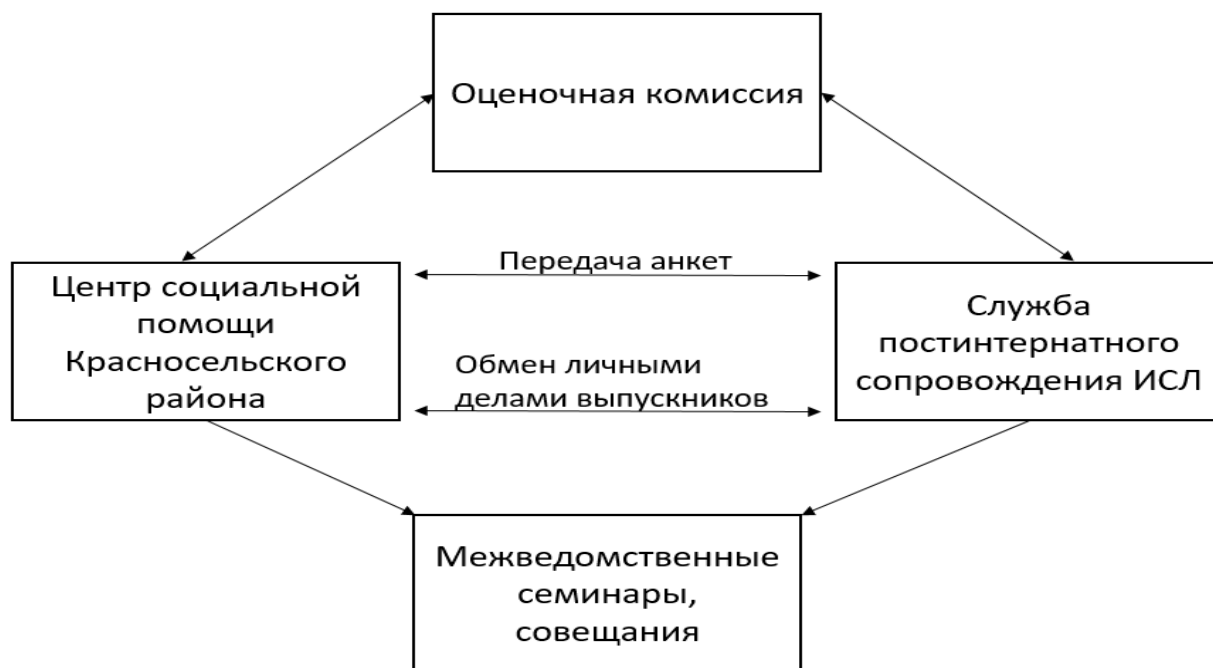 Оценочная комиссия
Передача анкет
Центр социальной
помощи
Красносельского
района
Служба
постинтернатного
сопровождения ИСЛ
Обмен личными
делами выпускников
Межведомственные
семинары,
совещания